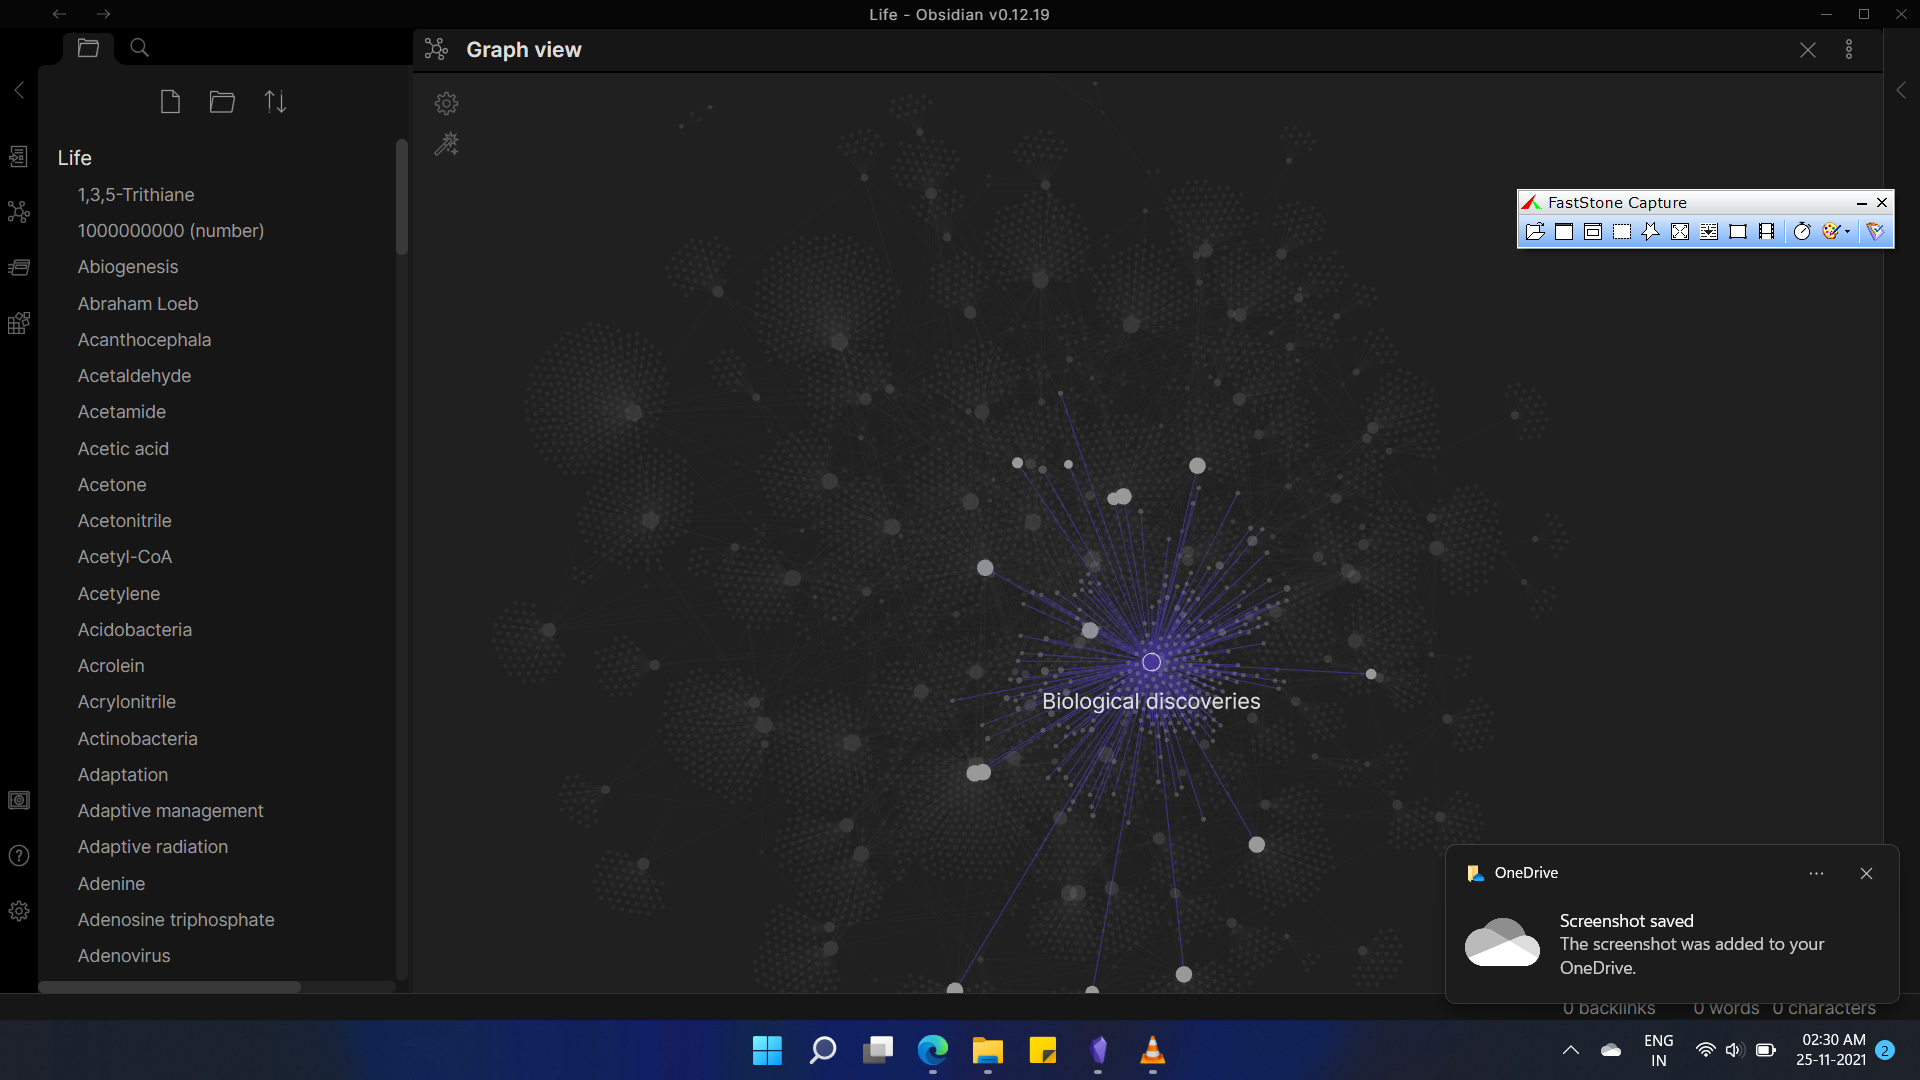 Life - Obsidian v0.12.19
Graph view
Life
1,3,5-Trithiane
1000000000 (number)
Abiogenesis
Abraham Loeb
Acanthocephala
Acetaldehyde
Acetamide
Acetic acid
Acetone
Acetonitrile
Acetyl-CoA
Acetylene
Acidobacteria
Acrolein
Acrylonitrile
Actinobacteria
Adaptation
Adaptive management
Adaptive radiation
Adenine
Adenosine triphosphate
Adenovirus
FastStone Capture
Biological discoveries
OneDrive
Screenshot saved
The screenshot was added to your
OneDrive.
0 backlinks 0 words 0 characters
ENG
IN
02:30 AM
25-11-2021
2